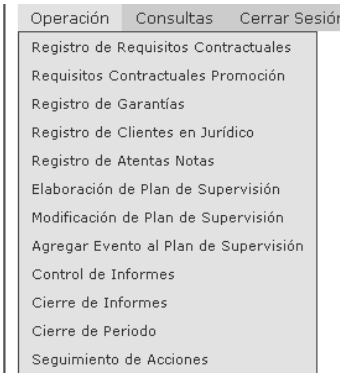 Operación Consultas Cerrar Sesión
Registro de Requisitos Contractuales
Requisitos Contractuales Promoción
Registro de Garantías
Registro de Clientes en Jurídico
Registro de Atentas Notas
Elaboración de Plan de Supervisión
Modificación de Plan de Supervisión
Agregar Evento al Plan de Supervisión
Control de Informes
Cierre de Informes
Cierre de Periodo
Seguimiento de Acciones